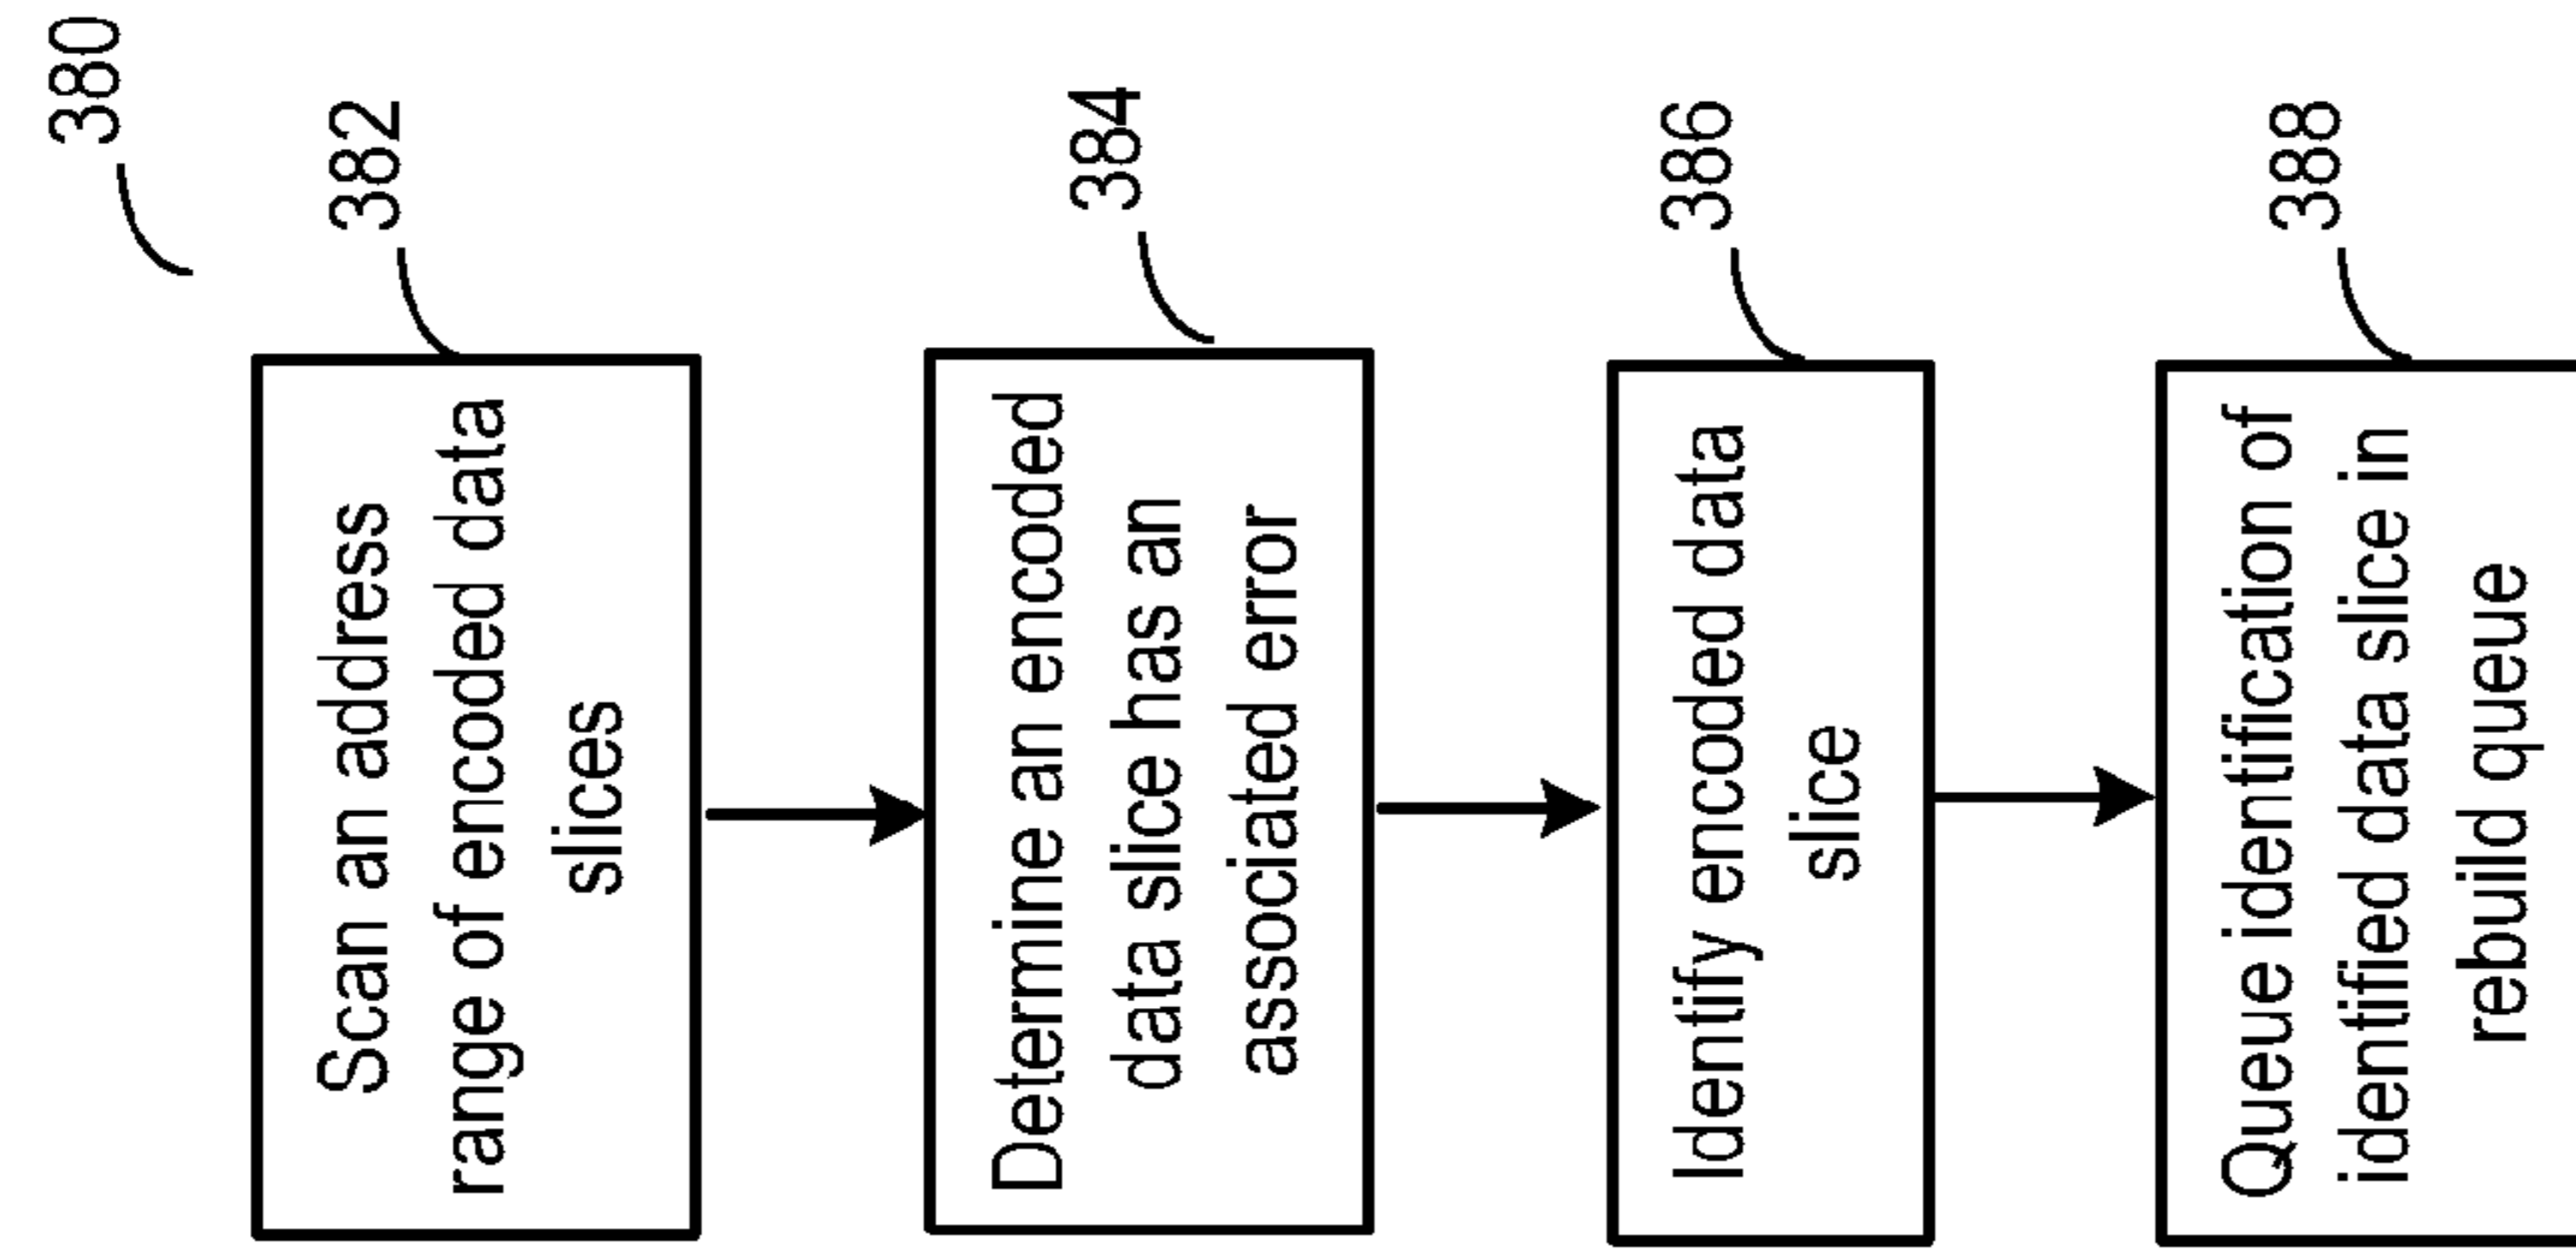 380
382
Scan an address
range of encoded data
slices
384
Determine an encoded
data slice has an
associated error
386
Identify encoded data
slice
388
Queue identification of
identified data slice in
rebuild queue